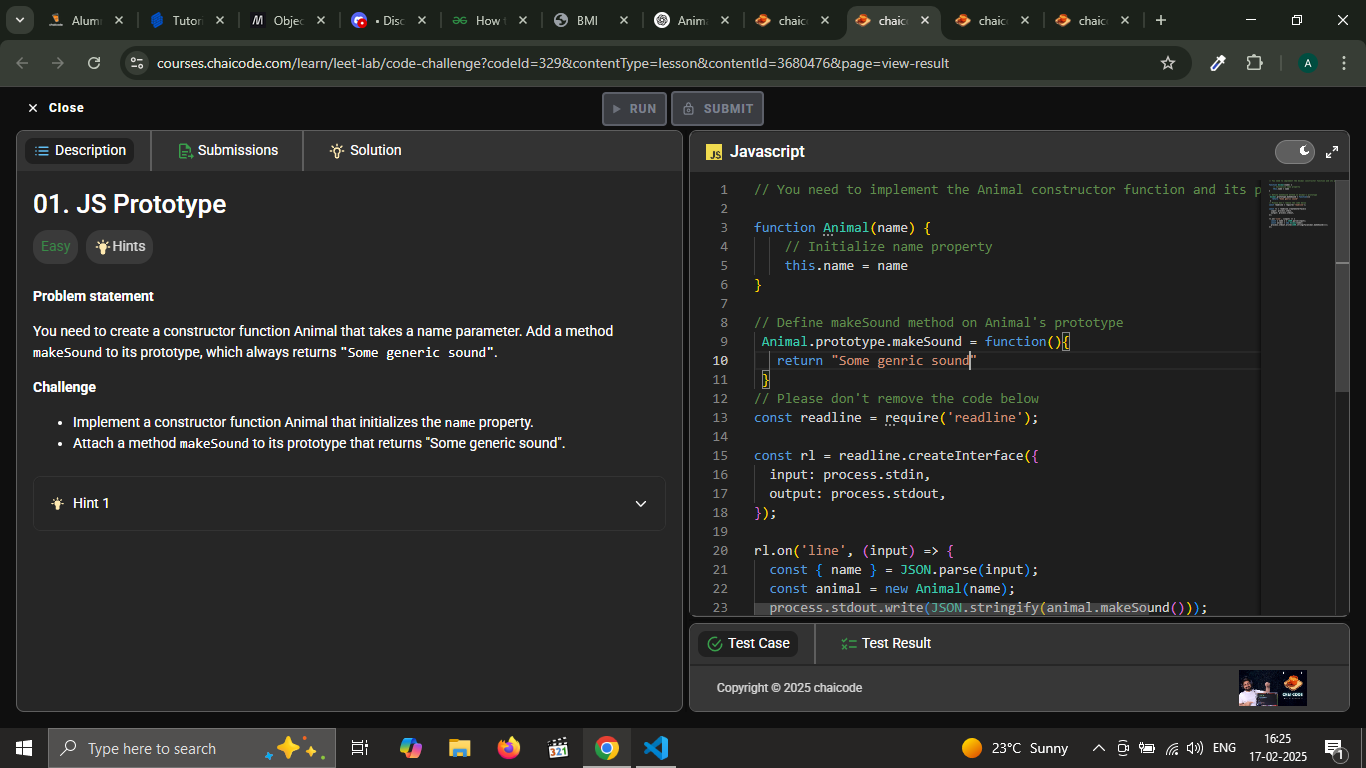 Alum
Tutori
Objec
• Disc
How t
BMI
Anim
chaic
chaic
chaic
chaic
courses.chaicode.com/learn/leet-lab/code-challenge?codeId=329&contentType=lesson&contentId=3680476&page=view-result
A
Close
RUN
SUBMIT
Description
Submissions
Solution
01. JS Prototype
Easy
Hints
Problem statement
You need to create a constructor function Animal that takes a name parameter. Add a method
makeSound to its prototype, which always returns "Some generic sound".
Challenge
• Implement a constructor function Animal that initializes the name property.
• Attach a method makeSound to its prototype that returns "Some generic sound".
Hint 1
JS Javascript
1 // You need to implement the Animal constructor function and its p
2
3 function Animal(name) {
4 // Initialize name property
5 this.name = name
6 }
7
8 // Define makeSound method on Animal's prototype
9 Animal.prototype.makeSound = function(){
10 return "Some genric sound"
11 }
12 // Please don't remove the code below
13 const readline = require('readline');
14
15 const rl = readline.createInterface({
16 input: process.stdin,
17 output: process.stdout,
18 });
19
20 rl.on('line', (input) => {
21 const { name } = JSON.parse(input);
22 const animal = new Animal(name);
23 process.stdout.write(JSON.stringify(animal.makeSound()));
Test Case
Test Result
Copyright © 2025 chaicode
CHAI CODE
Type here to search
321
23°C Sunny
ENG
16:25
17-02-2025
1